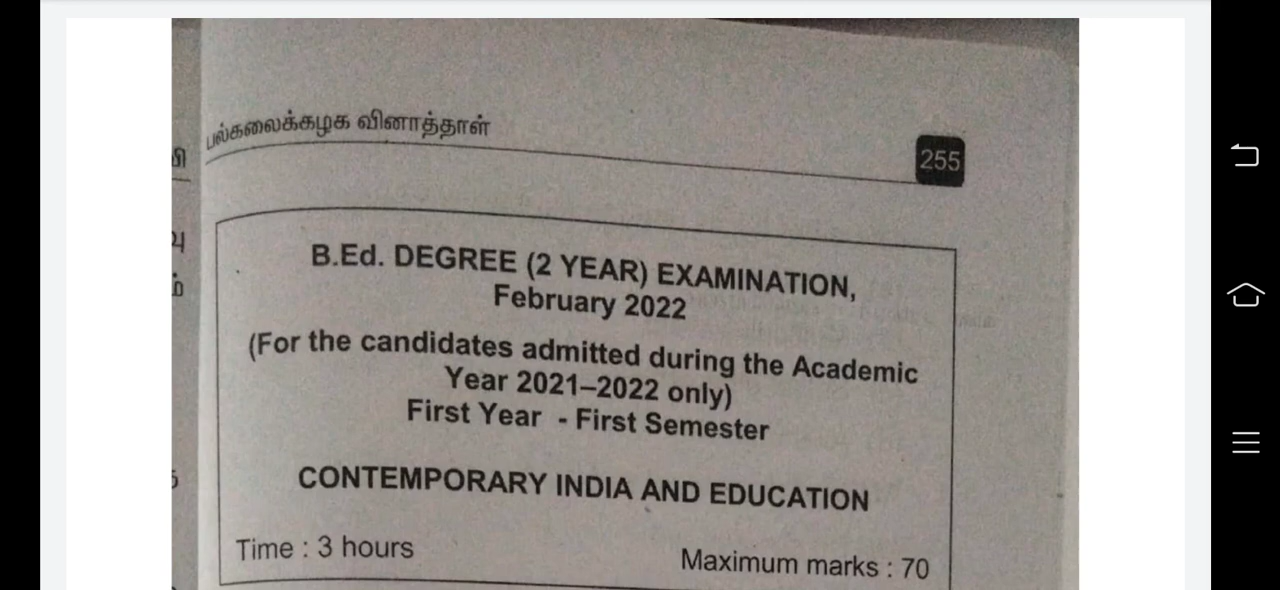 பல்கலைக்கழக வினாத்தாள்
255
B.Ed. DEGREE (2 YEAR) EXAMINATION,
February 2022
(For the candidates admitted during the Academic
Year 2021–2022 only)
First Year - First Semester
CONTEMPORARY INDIA AND EDUCATION
Time : 3 hours
Maximum marks : 70